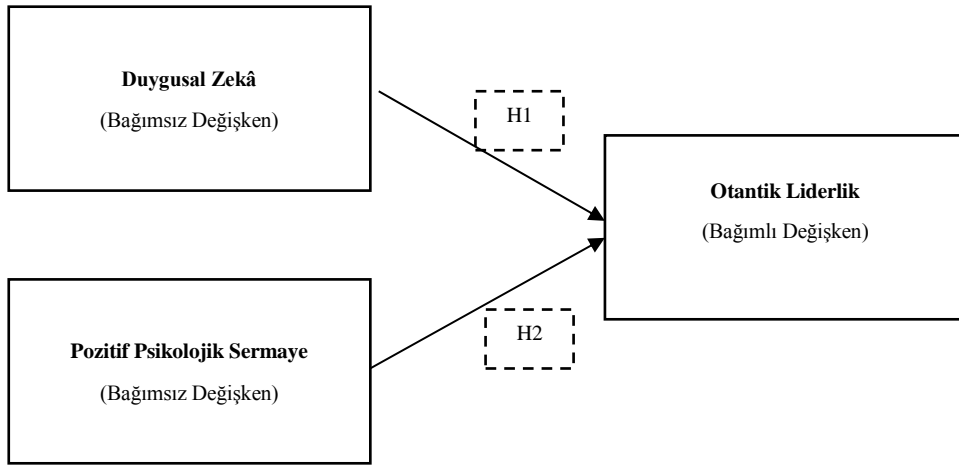 Duygusal Zekâ
(Bağımsız Değişken)
H1
Otantik Liderlik
(Bağımlı Değişken)
H2
Pozitif Psikolojik Sermaye
(Bağımsız Değişken)